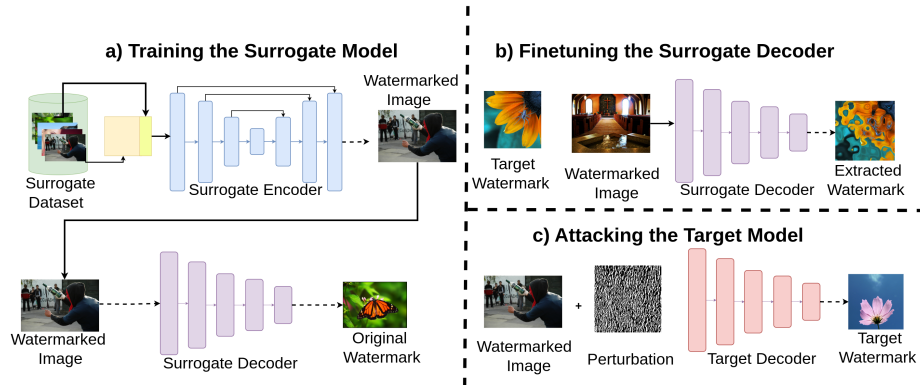 a) Training the Surrogate Model
Watermarked
Image
Surrogate
Dataset
Surrogate Encoder
Watermarked
Image
Surrogate Decoder
Original
Watermark
b) Finetuning the Surrogate Decoder
Target
Watermark
Watermarked
Image
Surrogate Decoder
Extracted
Watermark
c) Attacking the Target Model
Watermarked
Image
+
Perturbation
Target Decoder
Target
Watermark